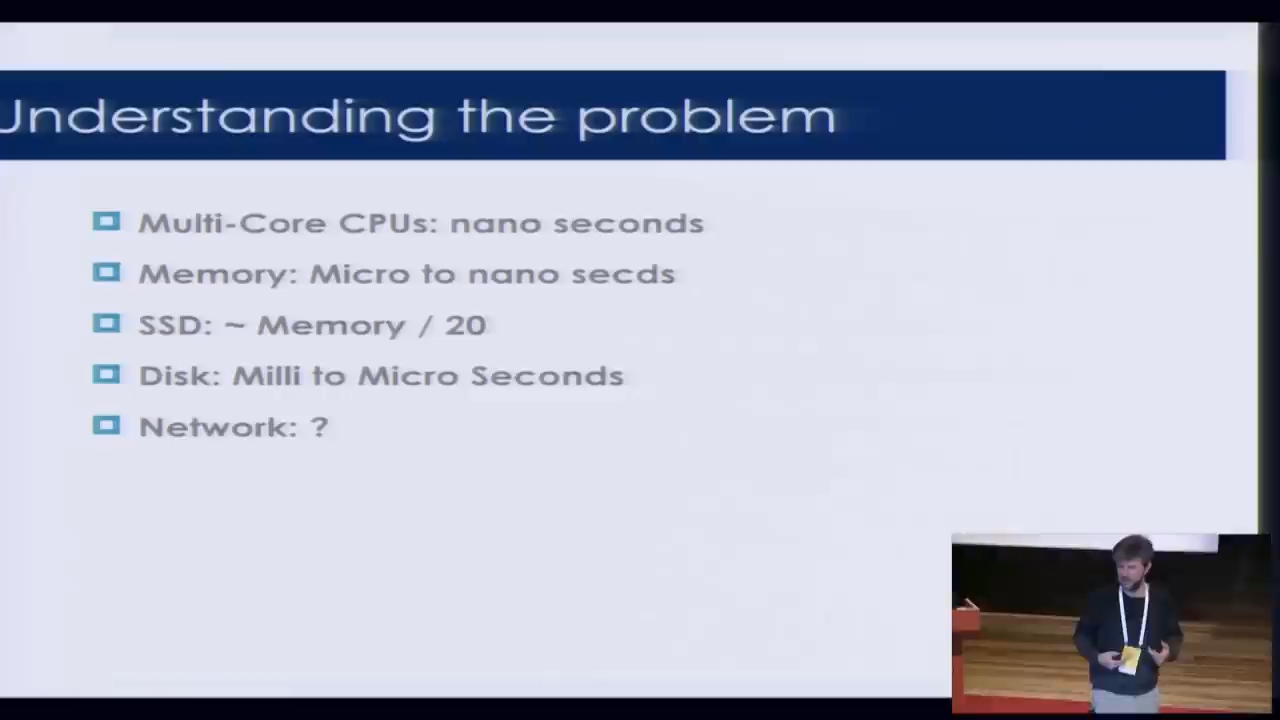 Understanding the problem
Multi-Core CPUs: nano seconds
Memory: Micro to nano secds
SSD: ~ Memory / 20
Disk: Milli to Micro Seconds
Network: ?